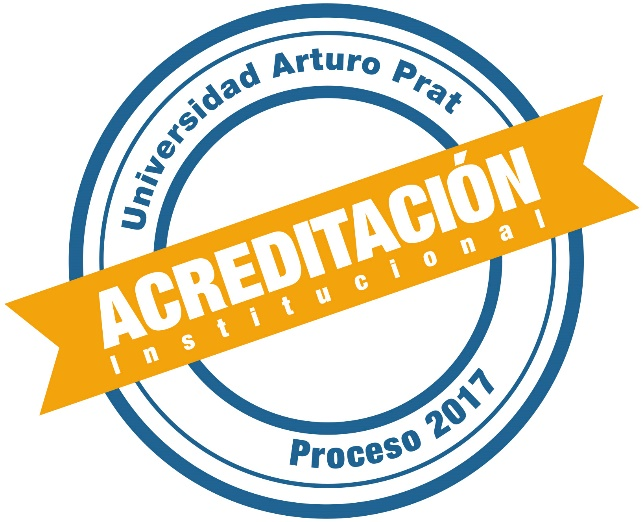 Universidad Arturo Prat
ACREDITACIÓN
Institucional
Proceso 2017